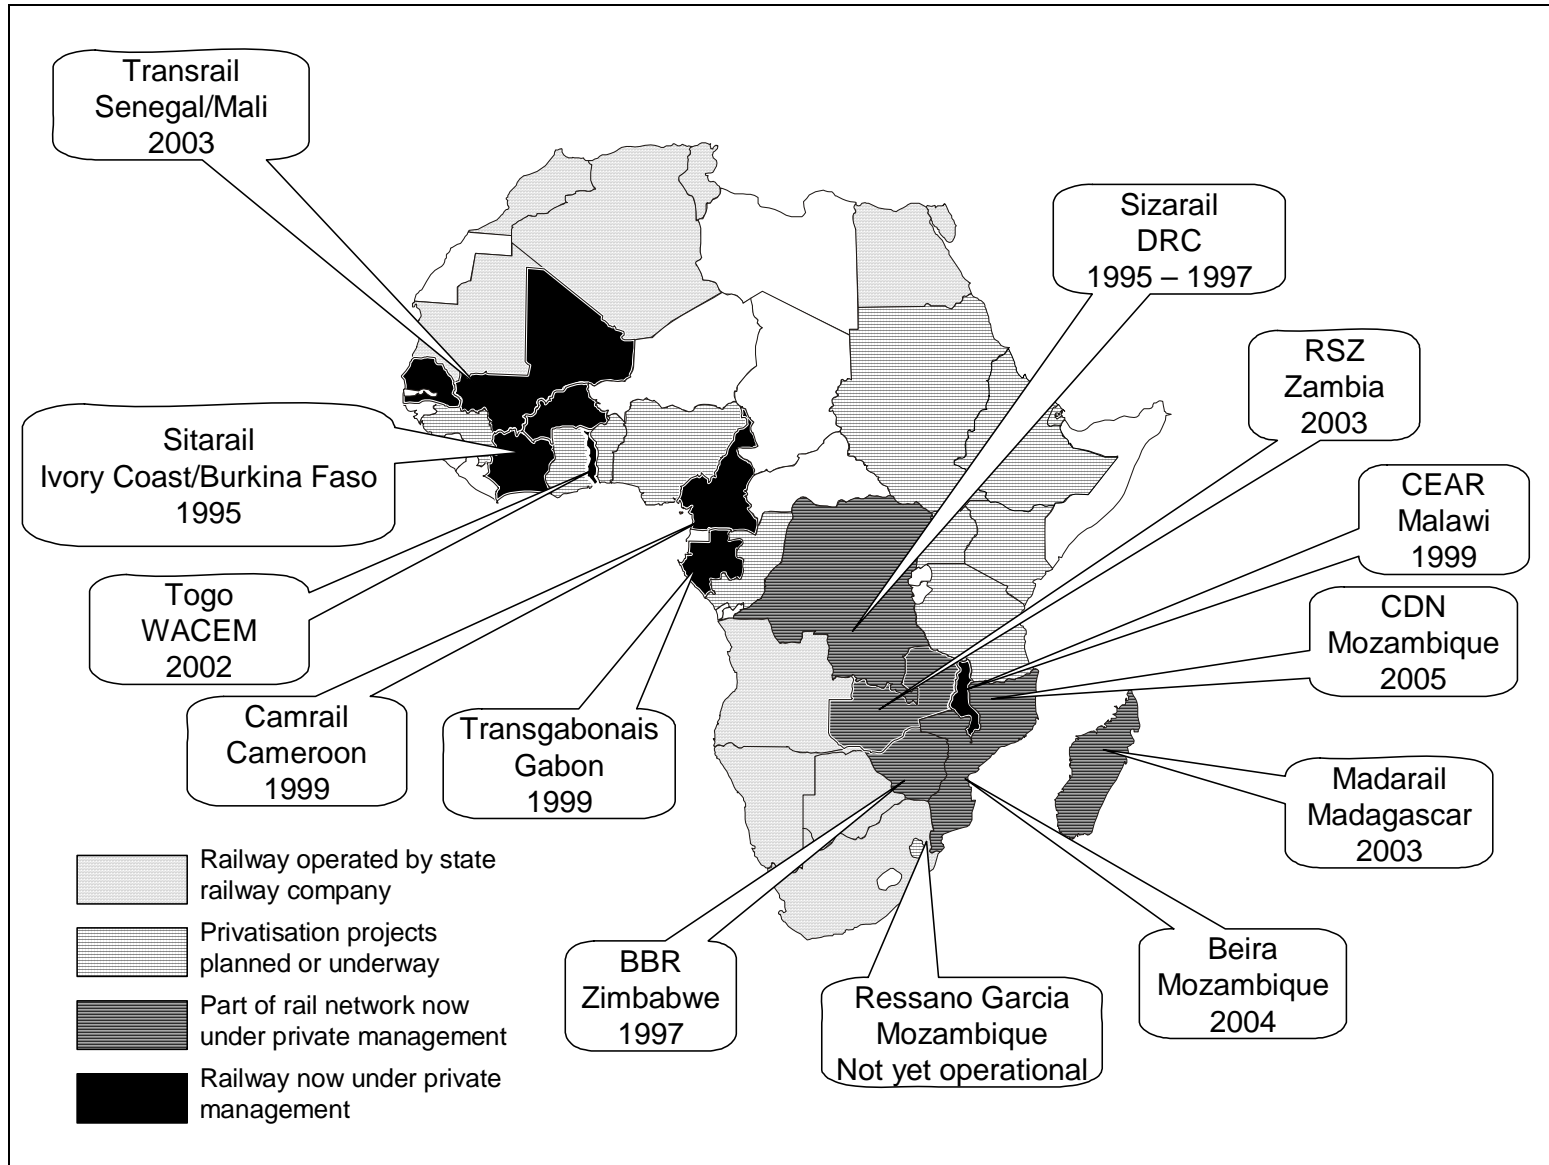 Transrail
Senegal/Mali
2003
Sizarail
DRC
1995 – 1997
RSZ
Zambia
2003
Sitarail
Ivory Coast/Burkina Faso
1995
CEAR
Malawi
1999
Togo
WACEM
2002
CDN
Mozambique
2005
Camrail
Cameroon
1999
Transgabonais
Gabon
1999
Madarail
Madagascar
2003
BBR
Zimbabwe
1997
Ressano Garcia
Mozambique
Not yet operational
Beira
Mozambique
2004
Railway operated by state
railway company
Privatisation projects
planned or underway
Part of rail network now
under private management
Railway now under private
management